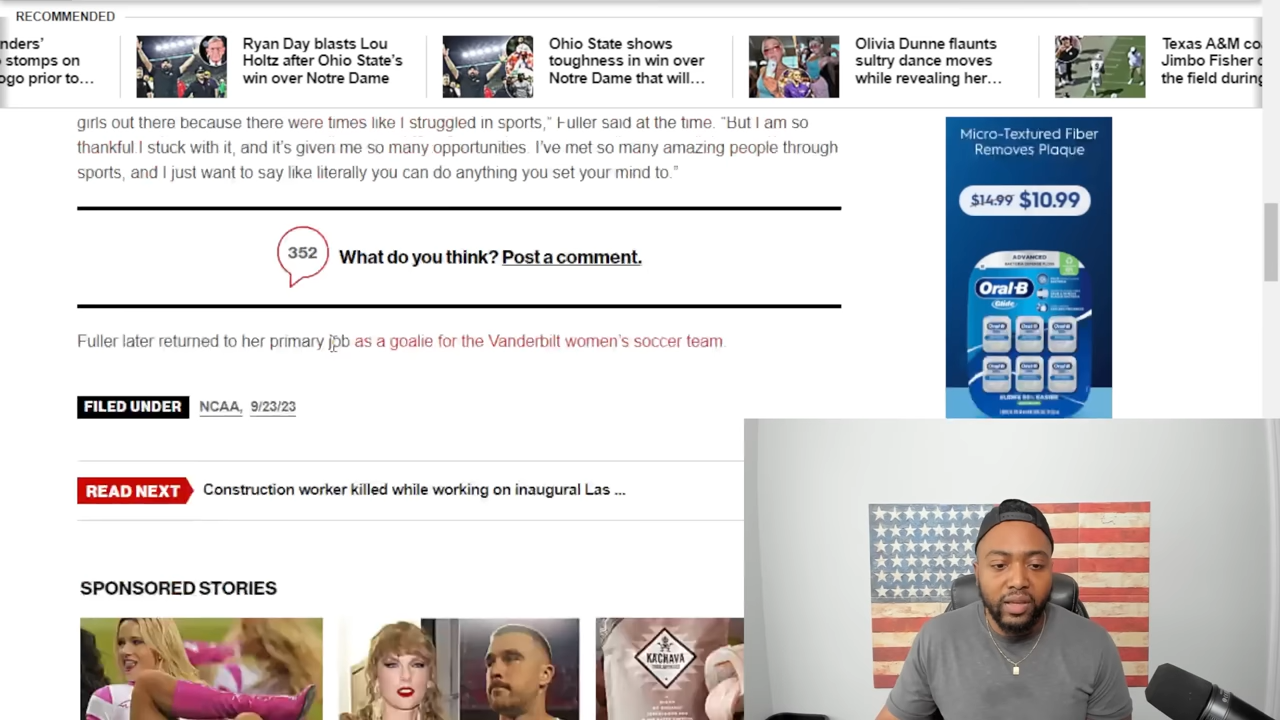 RECOMMENDED
nders'
stomps on
ogo prior to...
Ryan Day blasts Lou
Holtz after Ohio State's
win over Notre Dame
Ohio State shows
toughness in win over
Notre Dame that will...
Olivia Dunne flaunts
sultry dance moves
while revealing her...
Texas A&M co
Jimbo Fisher
the field during
girls out there because there were times like I struggled in sports,” Fuller said at the time. “But I am so
thankful I stuck with it, and it's given me so many opportunities. I've met so many amazing people through
sports, and I just want to say like literally you can do anything you set your mind to.”
352
What do you think? Post a comment.
Fuller later returned to her primary job as a goalie for the Vanderbilt women's soccer team.
FILED UNDER NCAA, 9/23/23
READ NEXT Construction worker killed while working on inaugural Las ...
SPONSORED STORIES
KACHAVA
Micro-Textured Fiber
Removes Plaque
$14.99 $10.99
ADVANCED
Oral-B
Glide